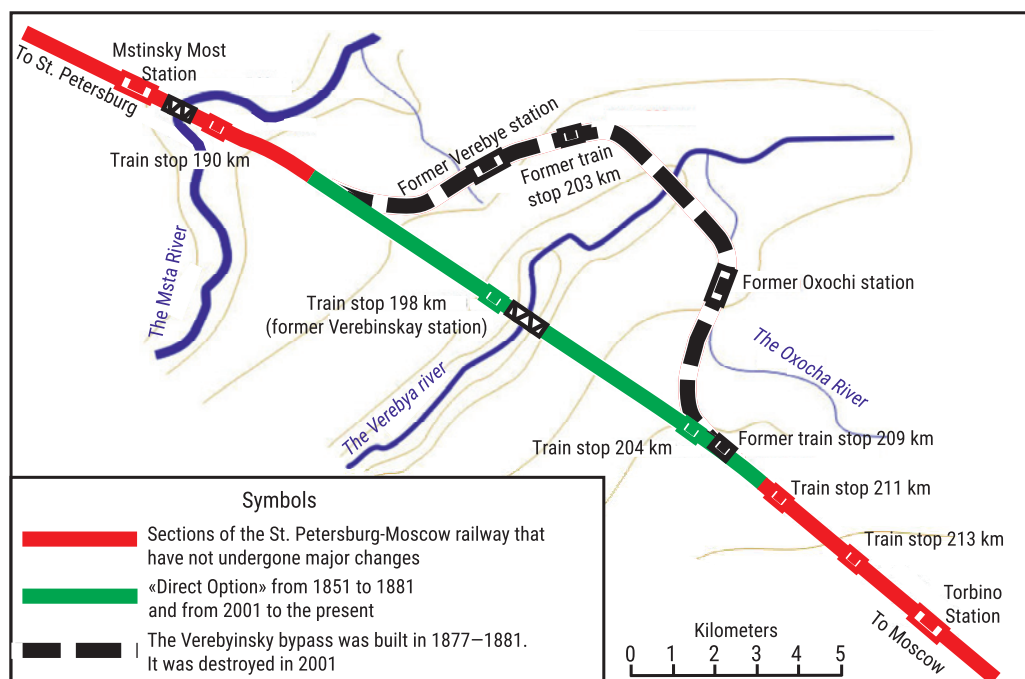 To St. Petersburg
Mstinsky Most
Station
Train stop 190 km
The Msta River
Former Verebye station
Former train
stop 203 km
Former Oxochi station
Train stop 198 km
(former Verebinskay station)
The Verebya river
The Oxocha River
Train stop 204 km
Former train stop 209 km
Train stop 211 km
Train stop 213 km
Torbino
Station
To Moscow
Symbols
Sections of the St. Petersburg-Moscow railway that
have not undergone major changes
«Direct Option» from 1851 to 1881
and from 2001 to the present
The Verebyinsky bypass was built in 1877—1881.
It was destroyed in 2001
Kilometers
0 1 2 3 4 5